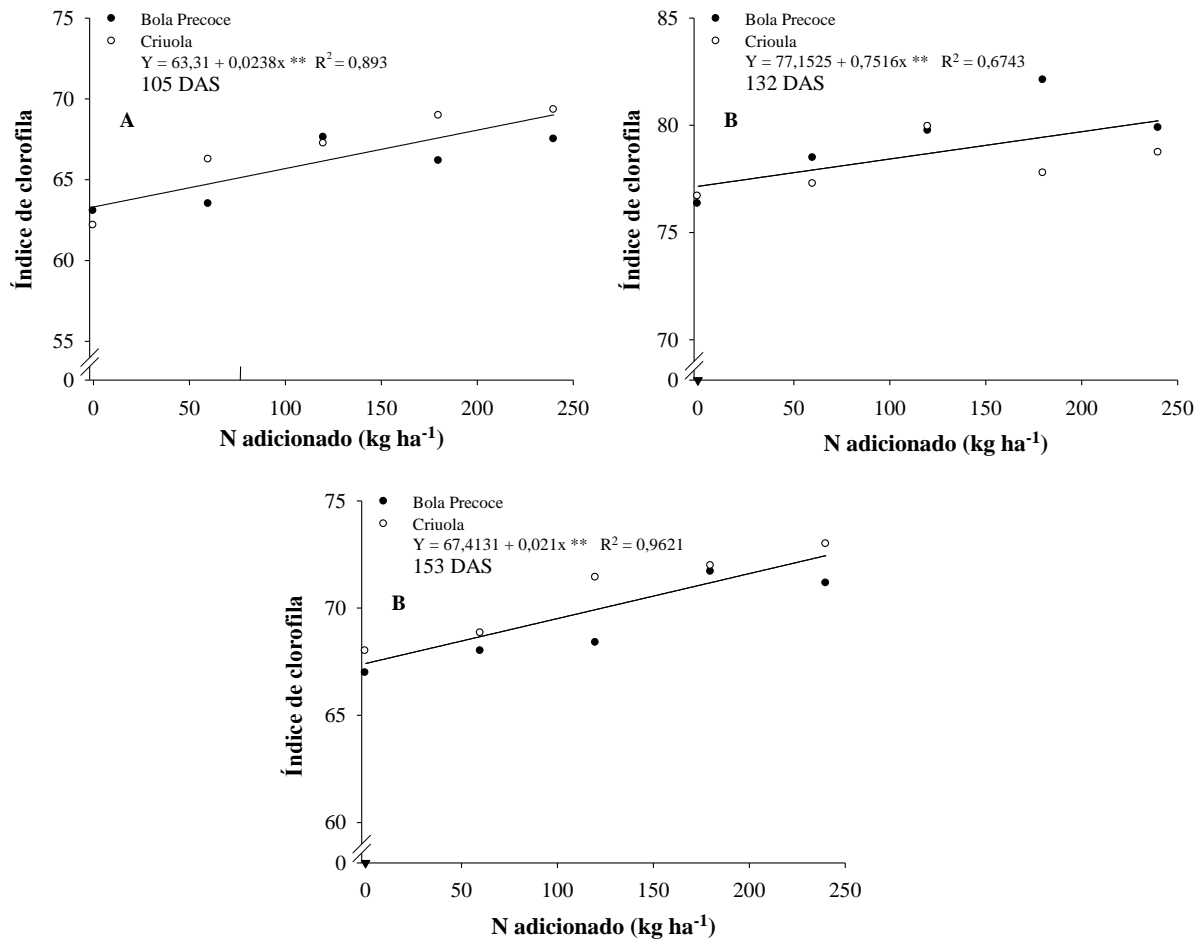 75
Bola Precoce
Criuola
Y = 63,31 + 0,0238x ** R² = 0,893
105 DAS
70
A
65
60
55
0
0 50 100 150 200 250
Índice de clorofila
N adicionado (kg ha⁻¹)
85
Bola Precoce
Crioula
Y = 77,1525 + 0,7516x ** R² = 0,6743
132 DAS
80
B
75
70
0
0 50 100 150 200 250
Índice de clorofila
N adicionado (kg ha⁻¹)
75
Bola Precoce
Criuola
Y = 67,4131 + 0,021x ** R² = 0,9621
153 DAS
70
B
65
60
0
0 50 100 150 200 250
Índice de clorofila
N adicionado (kg ha⁻¹)